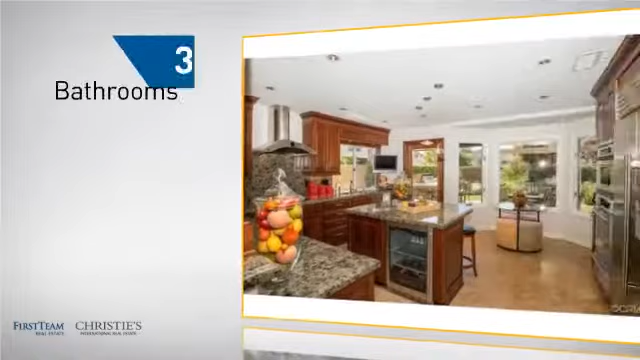 3
Bathrooms
FIRSTTEAM
REAL ESTATE
CHRISTIE'S
INTERNATIONAL REAL ESTATE